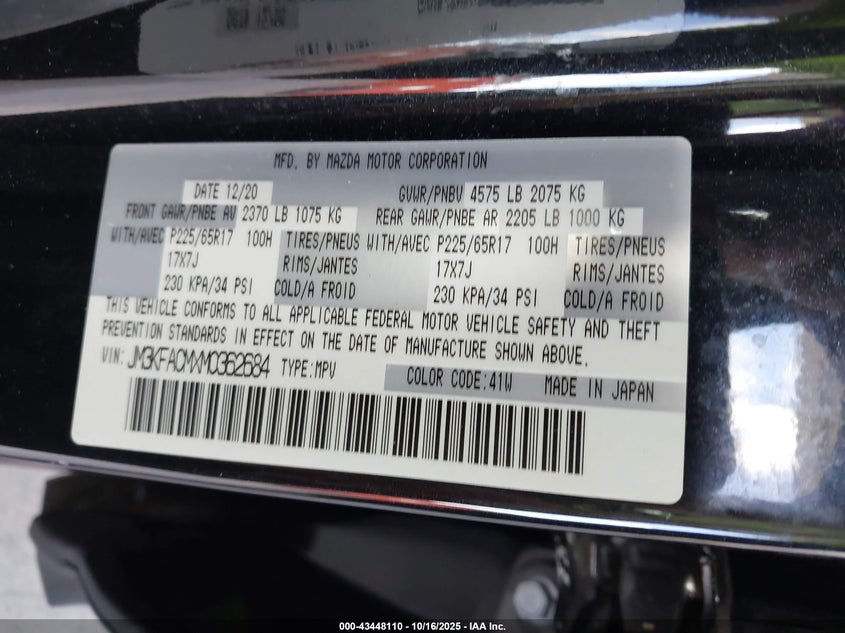 MFD. BY MAZDA MOTOR CORPORATION
DATE 12/20 GVWR/PNBV 4575 LB 2075 KG
FRONT GAWR/PNBE AV 2370 LB 1075 KG REAR GAWR/PNBE AR 2205 LB 1000 KG
WITH/AVEC P225/65R17 100H TIRES/PNEUS WITH/AVEC P225/65R17 100H TIRES/PNEUS
17X7J RIMS/JANTES 17X7J RIMS/JANTES
230 KPA/34 PSI COLD/A FROID 230 KPA/34 PSI COLD/A FROID
THIS VEHICLE CONFORMS TO ALL APPLICABLE FEDERAL MOTOR VEHICLE SAFETY AND THEFT
PREVENTION STANDARDS IN EFFECT ON THE DATE OF MANUFACTURE SHOWN ABOVE.
VIN: JM3KFACMXM0362684 TYPE:MPV COLOR CODE:41W MADE IN JAPAN
000-43448110 - 10/16/2025 - IAA Inc.